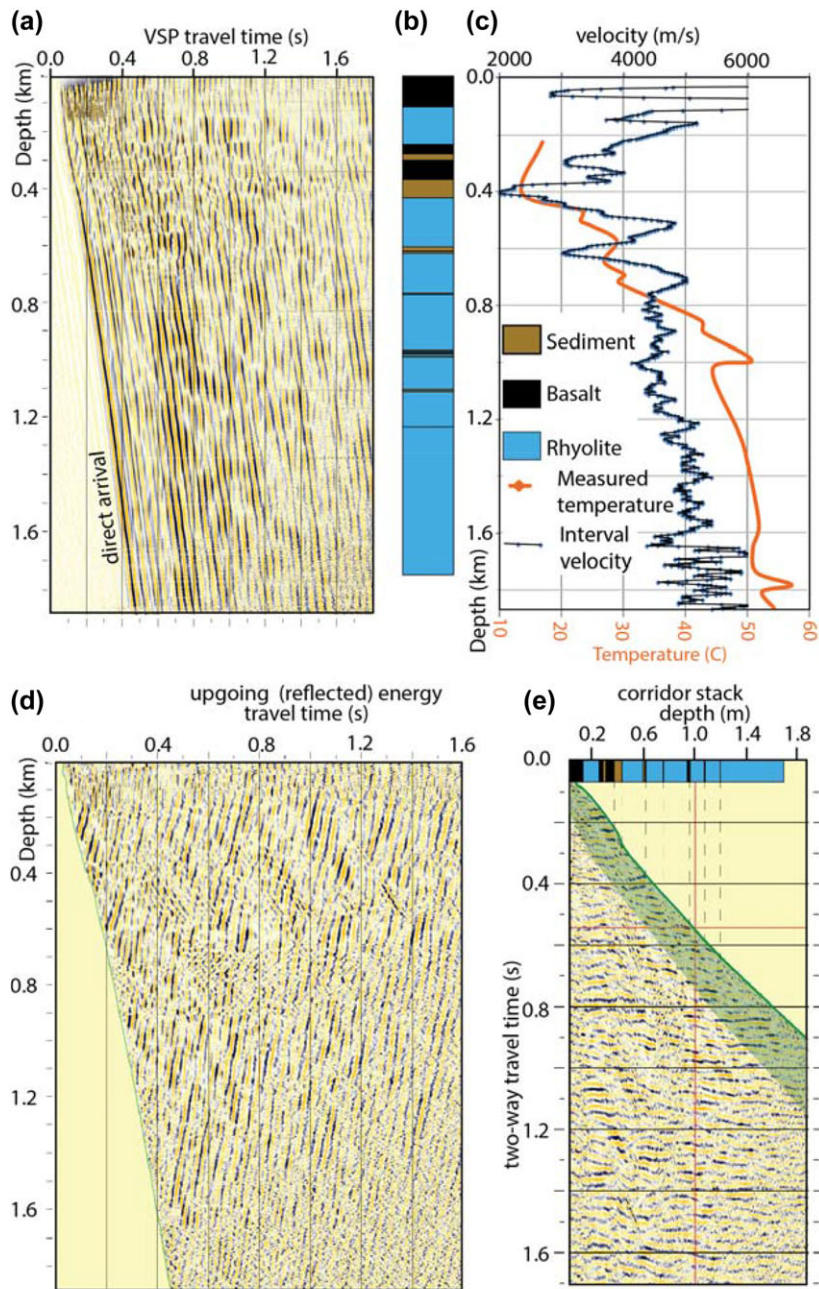 (a)
VSP travel time (s)
0.0 0.4 0.8 1.2 1.6
Depth (km)
0.0
0.4
0.8
1.2
1.6
direct arrival
(b)
(c)
velocity (m/s)
2000 4000 6000
0.0
0.4
0.8
1.2
1.6
Depth (km)
Sediment
Basalt
Rhyolite
Measured
temperature
Interval
velocity
10 20 30 40 50 60
Temperature (C)
(d)
upgoing (reflected) energy
travel time (s)
0.0 0.4 0.8 1.2 1.6
Depth (km)
0.0
0.4
0.8
1.2
1.6
(e)
corridor stack
depth (m)
0.2 0.6 1.0 1.4 1.8
0.0
0.4
0.8
1.2
1.6
two-way travel time (s)